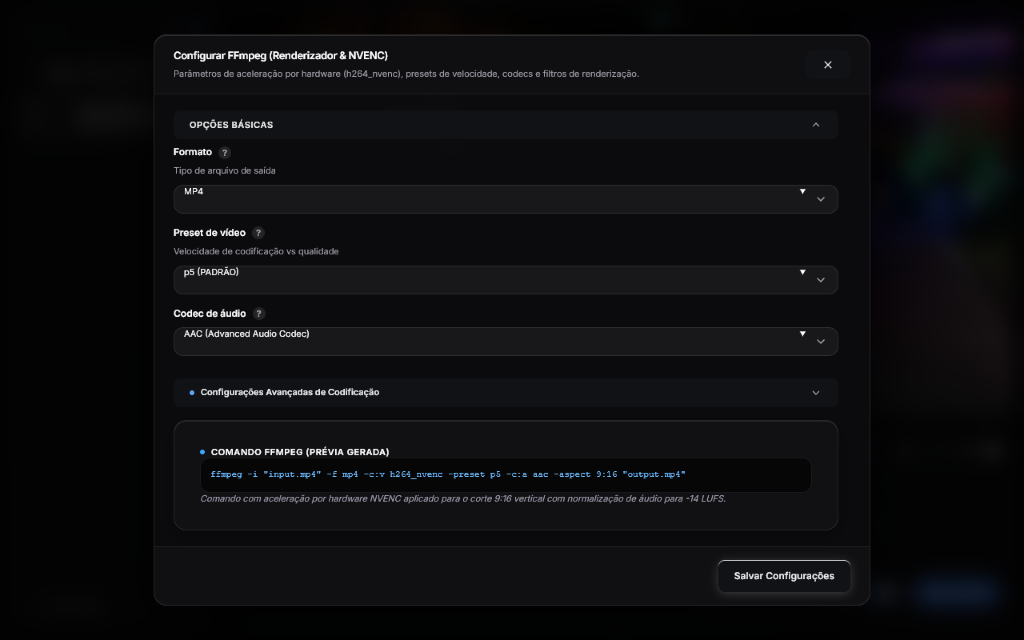 Configurar FFmpeg (Renderizador & NVENC)
Parâmetros de aceleração por hardware (h264_nvenc), presets de velocidade, codecs e filtros de renderização.
OPÇÕES BÁSICAS
Formato ?
Tipo de arquivo de saída
MP4
Preset de vídeo ?
Velocidade de codificação vs qualidade
p5 (PADRÃO)
Codec de áudio ?
AAC (Advanced Audio Codec)
Configurações Avançadas de Codificação
COMANDO FFMPEG (PRÉVIA GERADA)
ffmpeg -i "input.mp4" -f mp4 -c:v h264_nvenc -preset p5 -c:a aac -aspect 9:16 "output.mp4"
Comando com aceleração por hardware NVENC aplicado para o corte 9:16 vertical com normalização de áudio para -14 LUFS.
Salvar Configurações